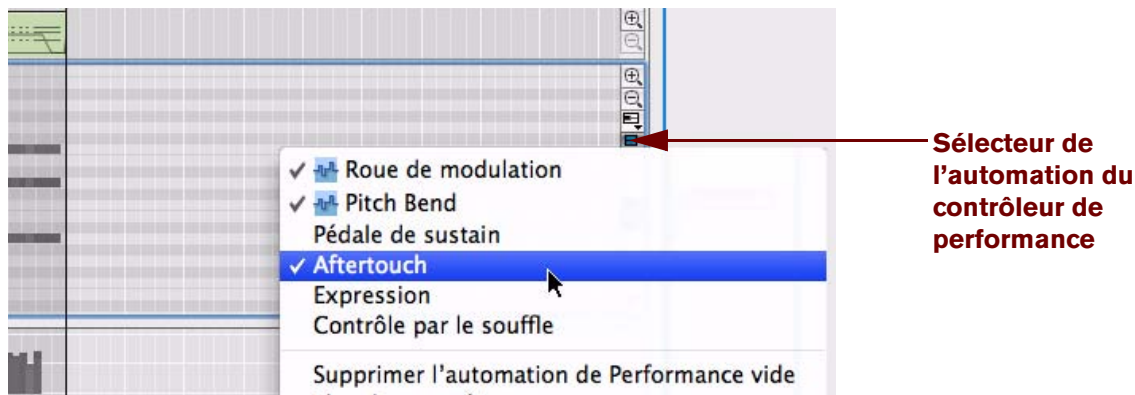 Roue de modulation
Pitch Bend
Pédale de sustain
Aftertouch
Expression
Contrôle par le souffle
Supprimer l'automation de Performance vide
Sélecteur de
l'automation du
contrôleur de
performance